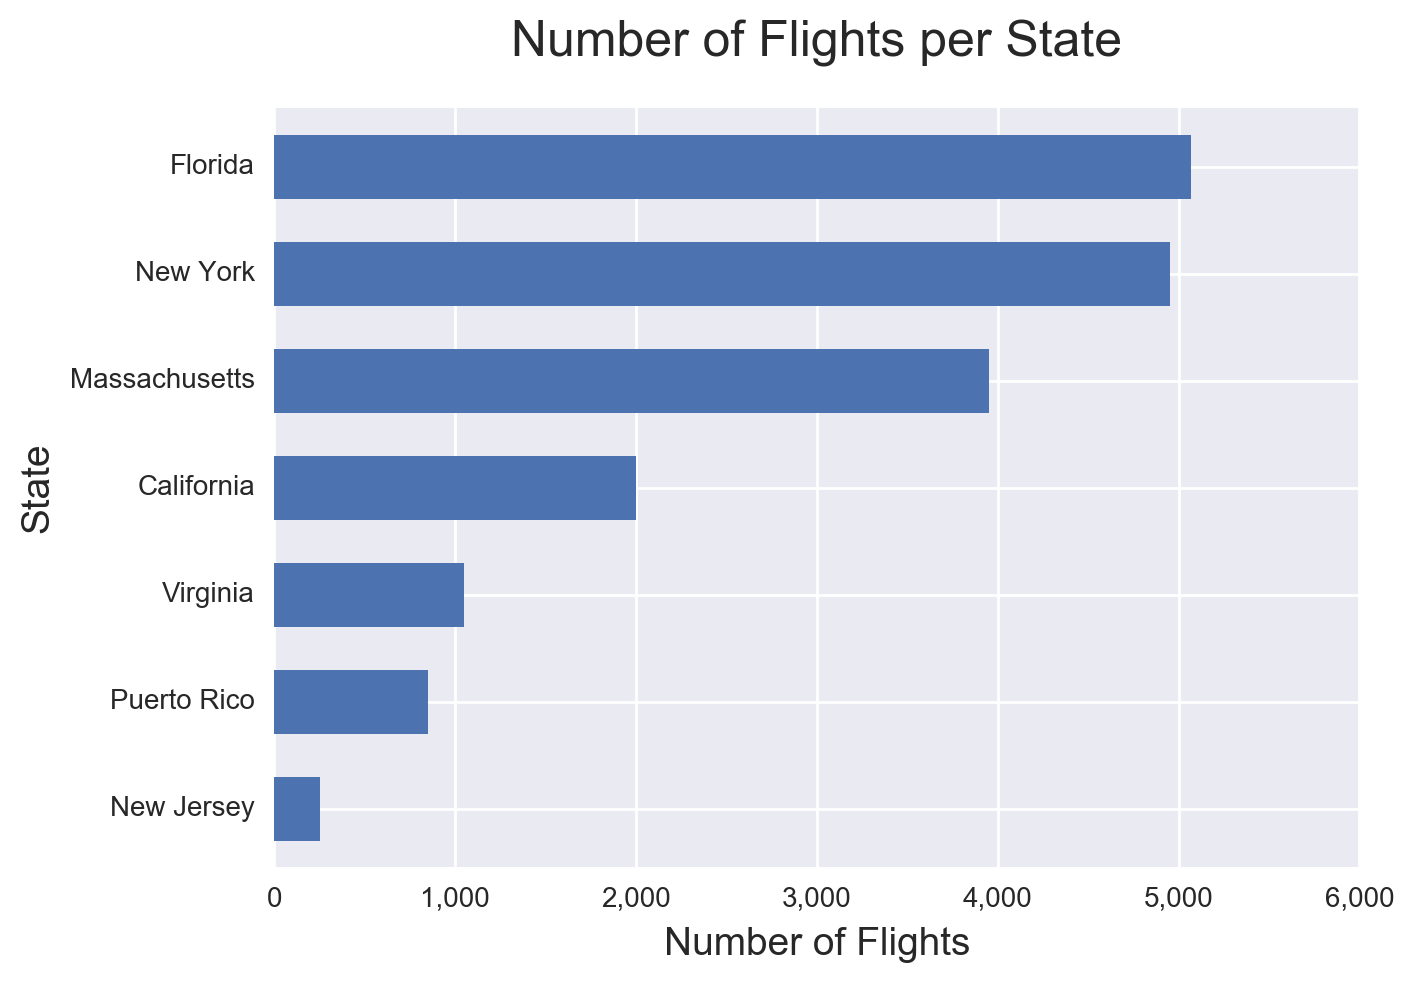 Number of Flights per State
Florida
New York
Massachusetts
California
Virginia
Puerto Rico
New Jersey
State
0 1,000 2,000 3,000 4,000 5,000 6,000
Number of Flights